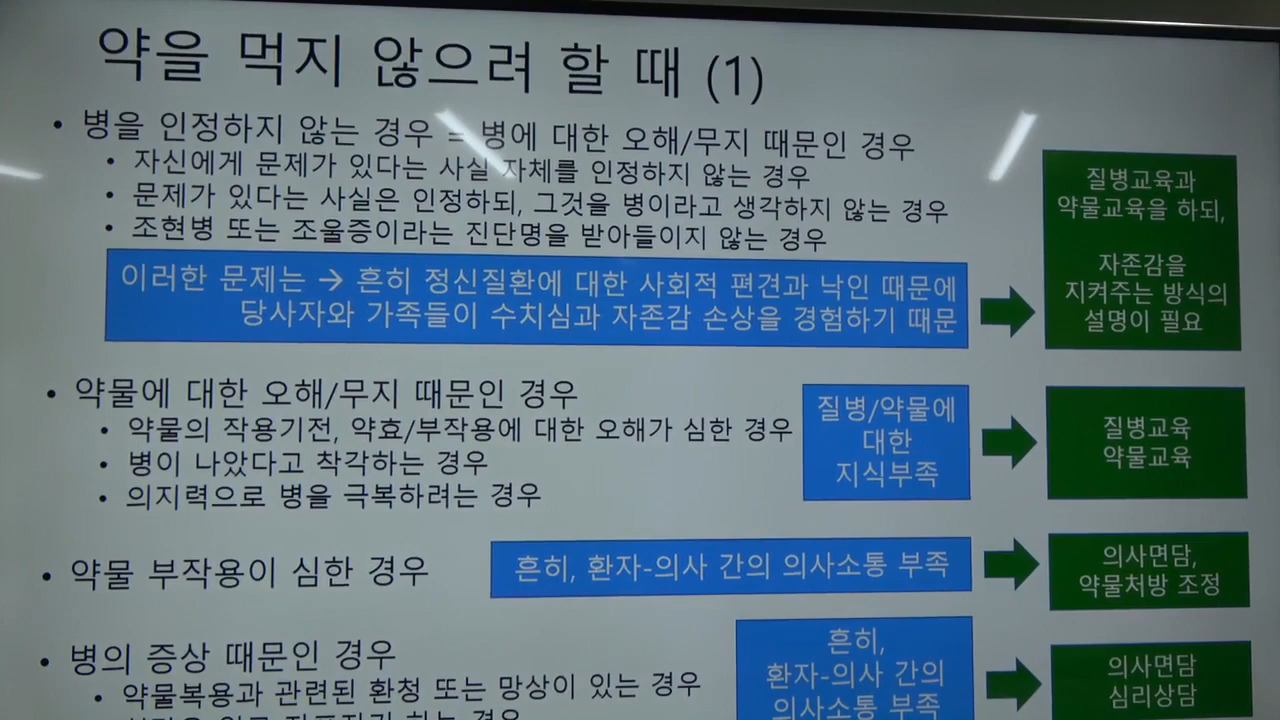 약을 먹지 않으려 할 때 (1)
• 병을 인정하지 않는 경우 = 병에 대한 오해/무지 때문인 경우
• 자신에게 문제가 있다는 사실 자체를 인정하지 않는 경우
• 문제가 있다는 사실은 인정하되, 그것을 병이라고 생각하지 않는 경우
• 조현병 또는 조울증이라는 진단명을 받아들이지 않는 경우
이러한 문제는 → 흔히 정신질환에 대한 사회적 편견과 낙인 때문에
당사자와 가족들이 수치심과 자존감 손상을 경험하기 때문
질병교육과
약물교육을 하되,
자존감을
지켜주는 방식의
설명이 필요
• 약물에 대한 오해/무지 때문인 경우
• 약물의 작용기전, 약효/부작용에 대한 오해가 심한 경우
• 병이 나았다고 착각하는 경우
• 의지력으로 병을 극복하려는 경우
질병/약물에
대한
지식부족
질병교육
약물교육
• 약물 부작용이 심한 경우
흔히, 환자-의사 간의 의사소통 부족
의사면담,
약물처방 조정
• 병의 증상 때문인 경우
• 약물복용과 관련된 환청 또는 망상이 있는 경우
흔히,
환자-의사 간의
의사소통 부족
의사면담
심리상담